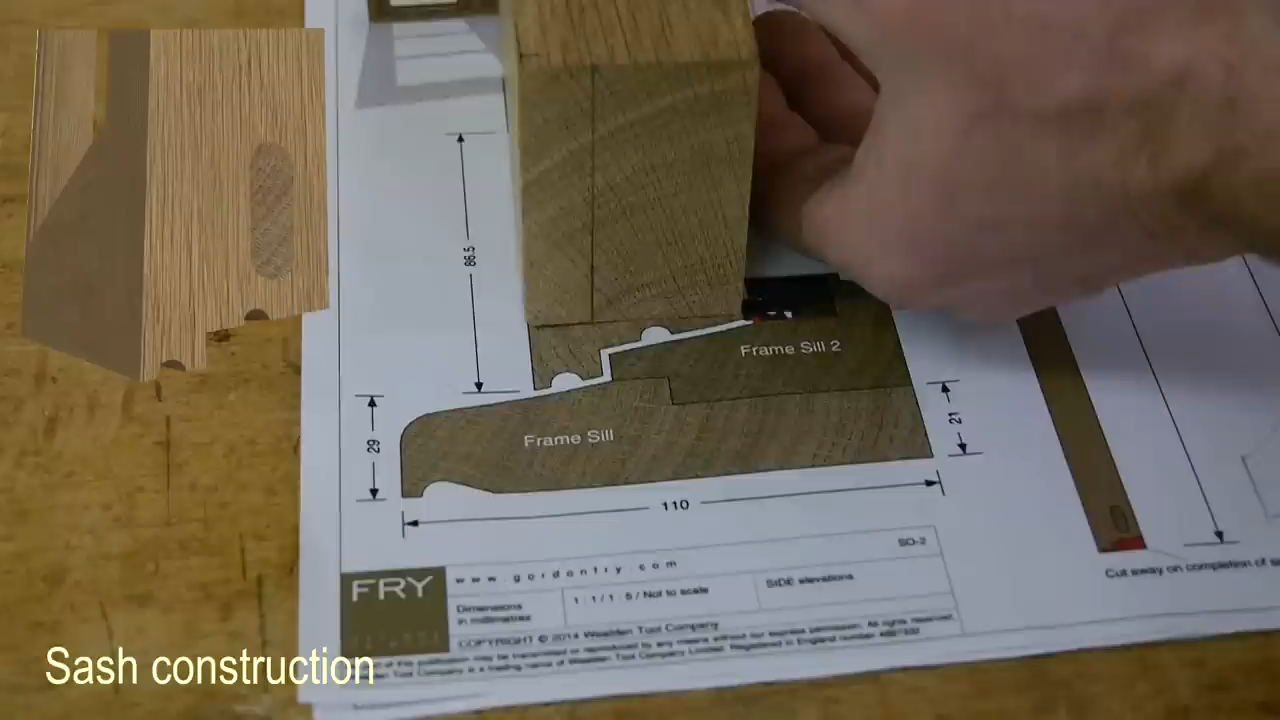 86.5
Frame Sill 2
29
Frame Sill
21
110
SD-2
FRY
www.gordonfry.com
1:1 / 1:5 / Not to scale
SIDE elevations
Dimensions
in millimetres
COPYRIGHT © 2014 Wealden Tool Company
Cut away on completion of
Sash construction